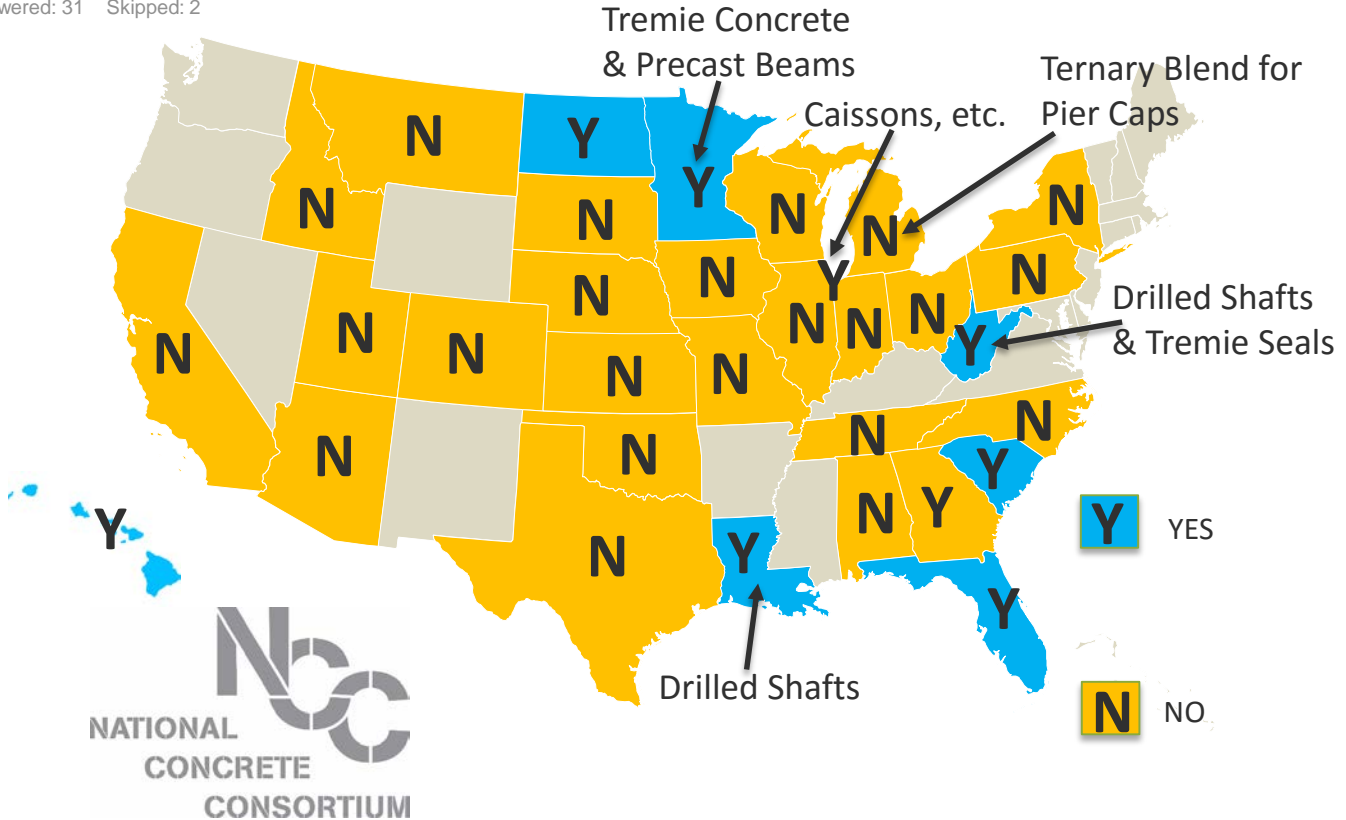 wered: 31 Skipped: 2
Tremie Concrete
& Precast Beams
Ternary Blend for
Pier Caps
Caissons, etc.
N
Y
Y
N
N
N
N
N
N
N
Y
N
N
N
N
Drilled Shafts
& Tremie Seals
Y
N
N
N
N
N
N
N
N
N
Y
N
Y
Y
N
Y
Y
Y
YES
Drilled Shafts
N
NO
NATIONAL
CONCRETE
CONSORTIUM
NCC